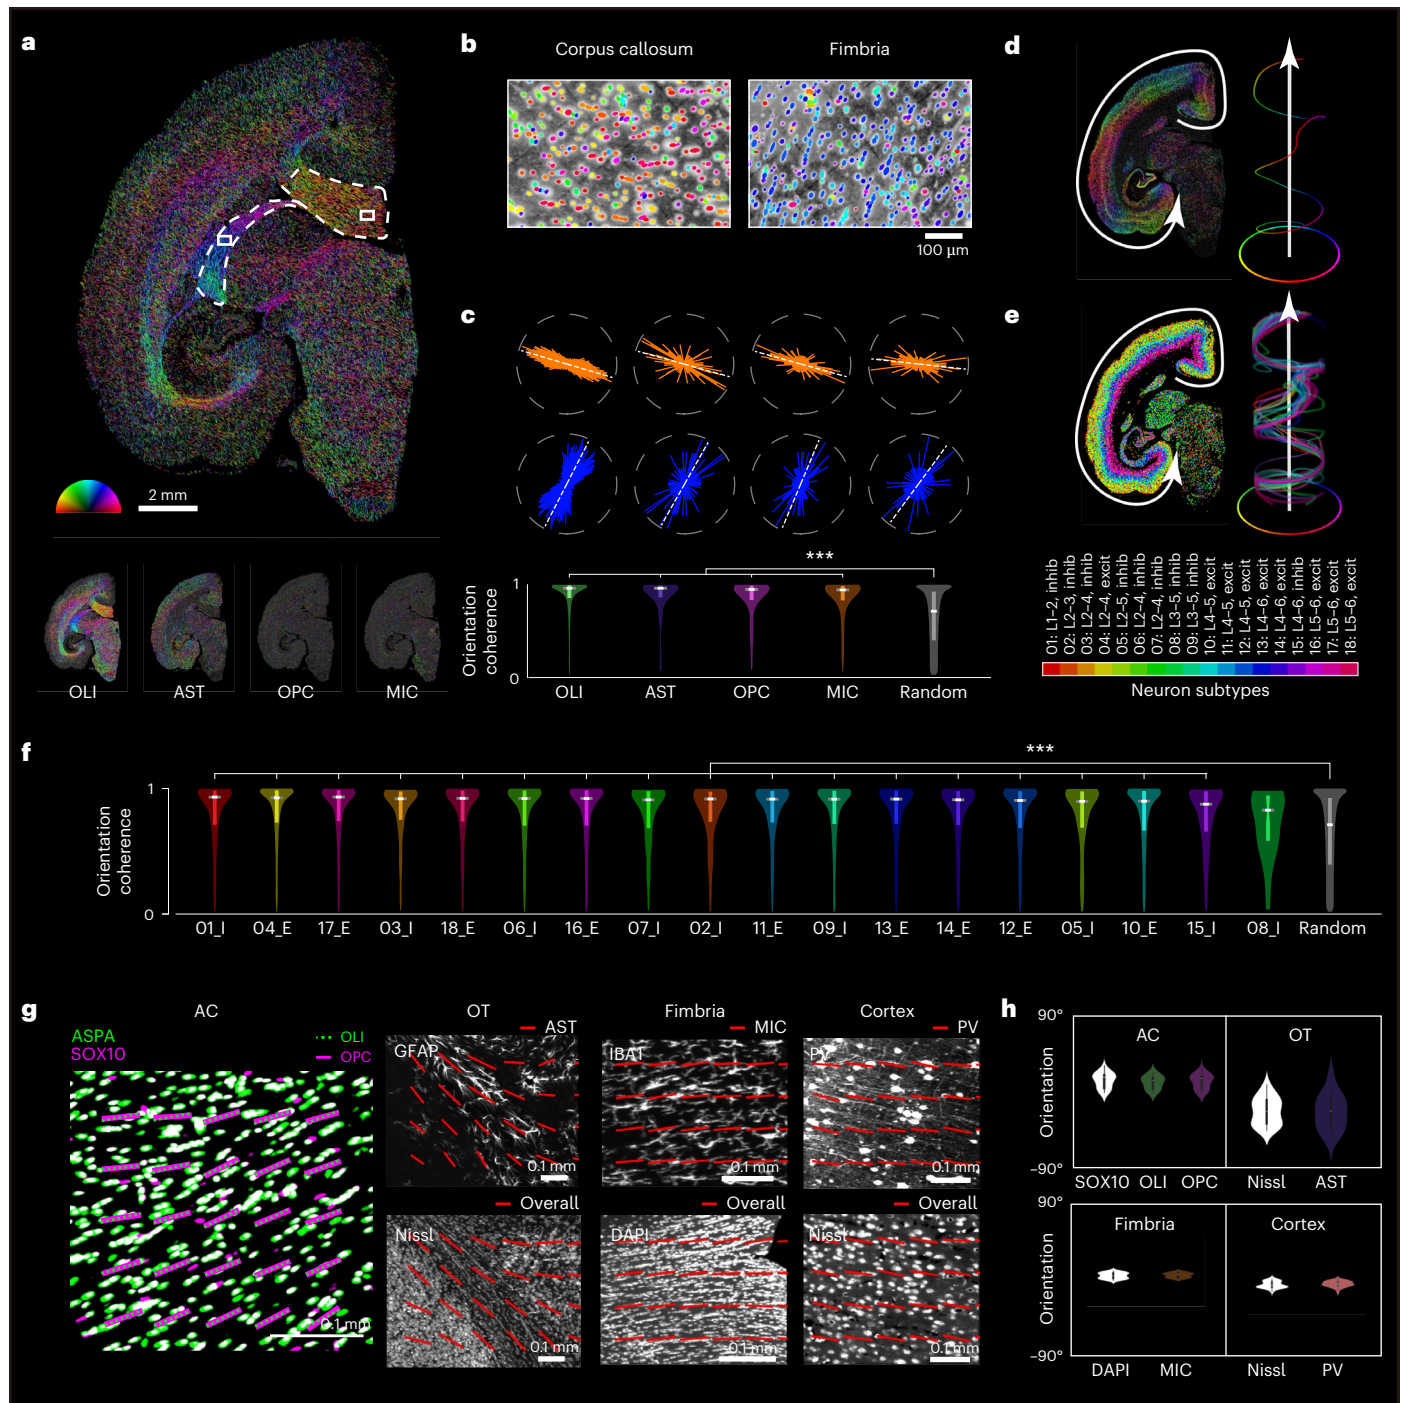 a
2 mm
OLI AST OPC MIC
b
Corpus callosum Fimbria
100 µm
c
***
Orientation
coherence
1
0
OLI AST OPC MIC Random
d
e
01: L1–2, inhib
02: L2–3, inhib
03: L2–4, inhib
04: L2–4, excit
05: L2–5, inhib
06: L2–4, inhib
07: L2–4, inhib
08: L3–5, inhib
09: L3–5, inhib
10: L4–5, excit
11: L4–5, excit
12: L4–5, excit
13: L4–6, excit
14: L4–6, excit
15: L4–6, inhib
16: L5–6, excit
17: L5–6, excit
18: L5–6, excit
Neuron subtypes
f
***
Orientation
coherence
1
0
01_I 04_E 17_E 03_I 18_E 06_I 16_E 07_I 02_I 11_E 09_I 13_E 14_E 12_E 05_I 10_E 15_I 08_I Random
g
AC OT Fimbria Cortex
ASPA OLI
SOX10 OPC
0.1 mm
AST
GFAP
0.1 mm
MIC
IBA1
0.1 mm
PV
PV
0.1 mm
Overall
Nissl
0.1 mm
Overall
DAPI
0.1 mm
Overall
Nissl
0.1 mm
h
90°
Orientation
–90°
AC OT
SOX10 OLI OPC Nissl AST
90°
Orientation
–90°
Fimbria Cortex
DAPI MIC Nissl PV